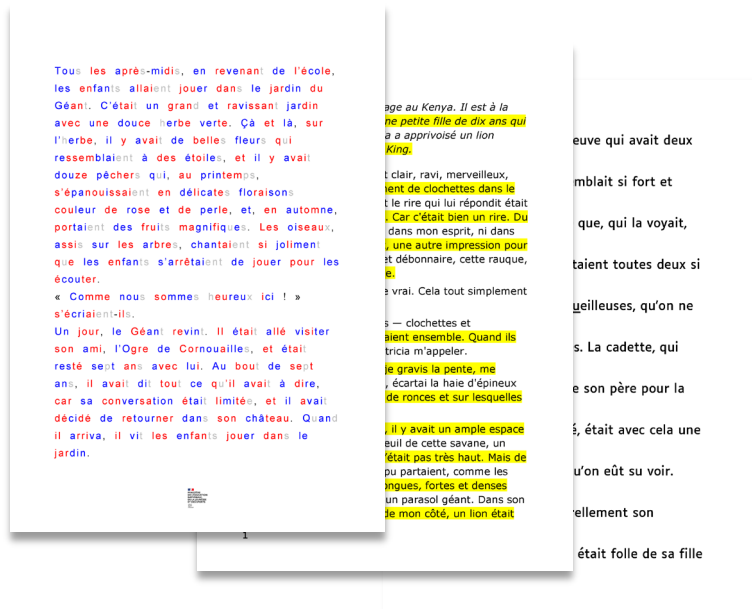 Tous les après-midis, en revenant de l'école,
les enfants allaient jouer dans le jardin du
Géant. C'était un grand et ravissant jardin
avec une douce herbe verte. Çà et là, sur
l'herbe, il y avait de belles fleurs qui
ressemblaient à des étoiles, et il y avait
douze pêchers qui, au printemps,
s'épanouissaient en délicates floraisons
couleur de rose et de perle, et, en automne,
portaient des fruits magnifiques. Les oiseaux,
assis sur les arbres, chantaient si joliment
que les enfants s'arrêtaient de jouer pour les
écouter.
« Comme nous sommes heureux ici ! »
s'écriaient-ils.
Un jour, le Géant revint. Il était allé visiter
son ami, l'Ogre de Cornouailles, et était
resté sept ans avec lui. Au bout de sept
ans, il avait dit tout ce qu'il avait à dire,
car sa conversation était limitée, et il avait
décidé de retourner dans son château. Quand
il arriva, il vit les enfants jouer dans le
jardin.
age au Kenya. Il est à la
ne petite fille de dix ans qui
a a apprivoisé un lion
King.
t clair, ravi, merveilleux,
ent de clochettes dans le
t le rire qui lui répondit était
. Car c'était bien un rire. Du
dans mon esprit, ni dans
, une autre impression pour
et débonnaire, cette rauque,
e.
e vrai. Cela tout simplement
s — clochettes et
aient ensemble. Quand ils
tricia m'appeler.
je gravis la pente, me
, écartai la haie d'épineux
de ronces et sur lesquelles
, il y avait un ample espace
euil de cette savane, un
'était pas très haut. Mais de
pu partaient, comme les
ongues, fortes et denses
un parasol géant. Dans son
de mon côté, un lion était
1
euve qui avait deux
mblait si fort et
que, qui la voyait,
taient toutes deux si
ueilleuses, qu'on ne
s. La cadette, qui
e son père pour la
é, était avec cela une
u'on eût su voir.
rellement son
était folle de sa fille